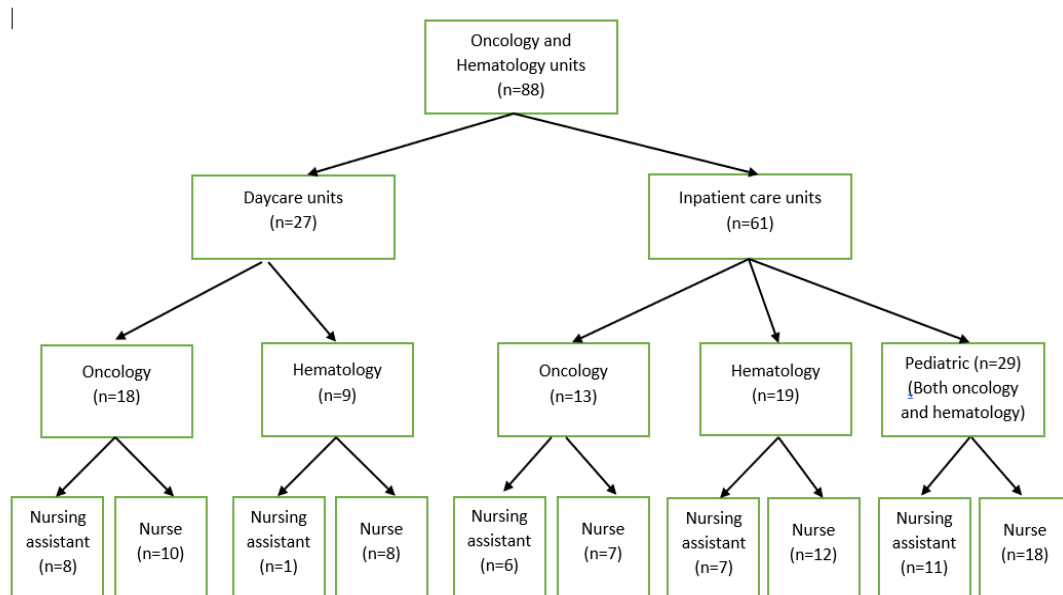 Oncology and
Hematology units
(n=88)
Daycare units
(n=27)
Inpatient care units
(n=61)
Oncology
(n=18)
Hematology
(n=9)
Oncology
(n=13)
Hematology
(n=19)
Pediatric (n=29)
(Both oncology
and hematology)
Nursing
assistant
(n=8)
Nurse
(n=10)
Nursing
assistant
(n=1)
Nurse
(n=8)
Nursing
assistant
(n=6)
Nurse
(n=7)
Nursing
assistant
(n=7)
Nurse
(n=12)
Nursing
assistant
(n=11)
Nurse
(n=18)